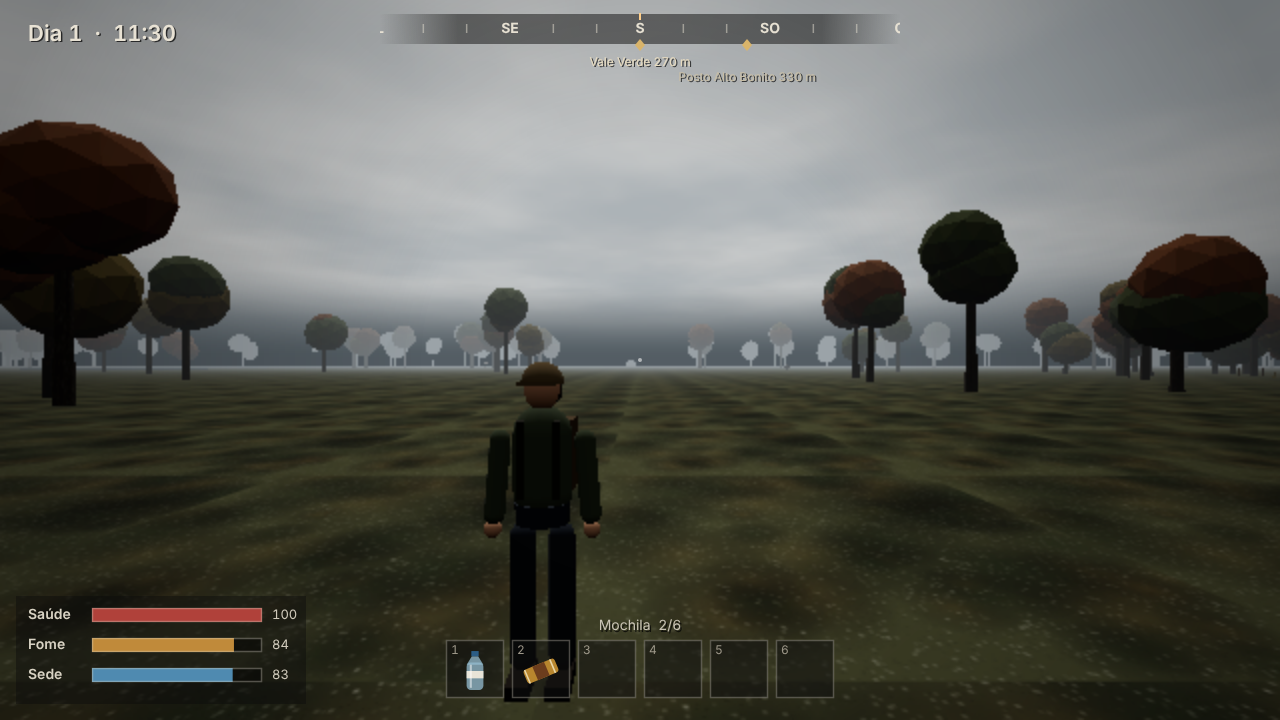 Dia 1 · 11:30
SE S SO
Vale Verde 270 m
Posto Alto Bonito 330 m
Saúde 100
Fome 84
Sede 83
Mochila 2/6
1 2 3 4 5 6